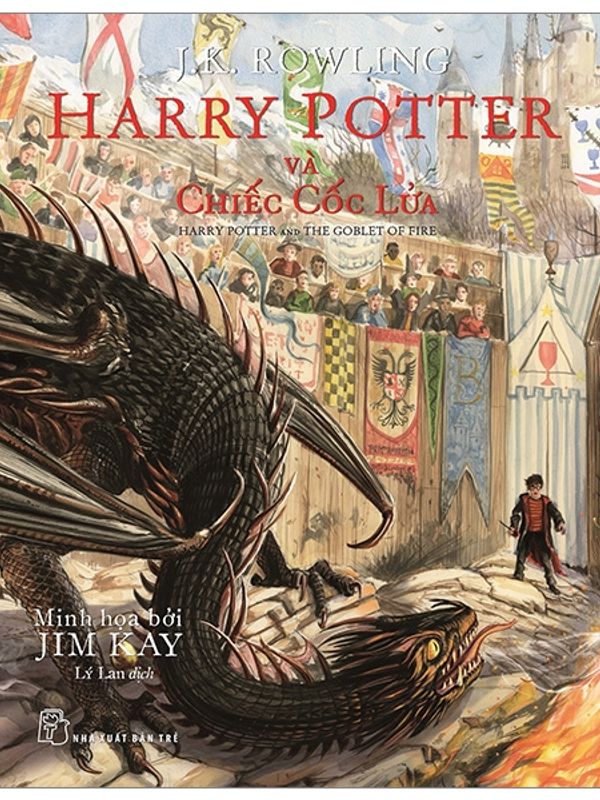 J.K. ROWLING
HARRY POTTER
VÀ
CHIẾC CỐC LỬA
HARRY POTTER AND THE GOBLET OF FIRE
B
Minh họa bởi
JIM KAY
Lý Lan dịch
NHÀ XUẤT BẢN TRẺ